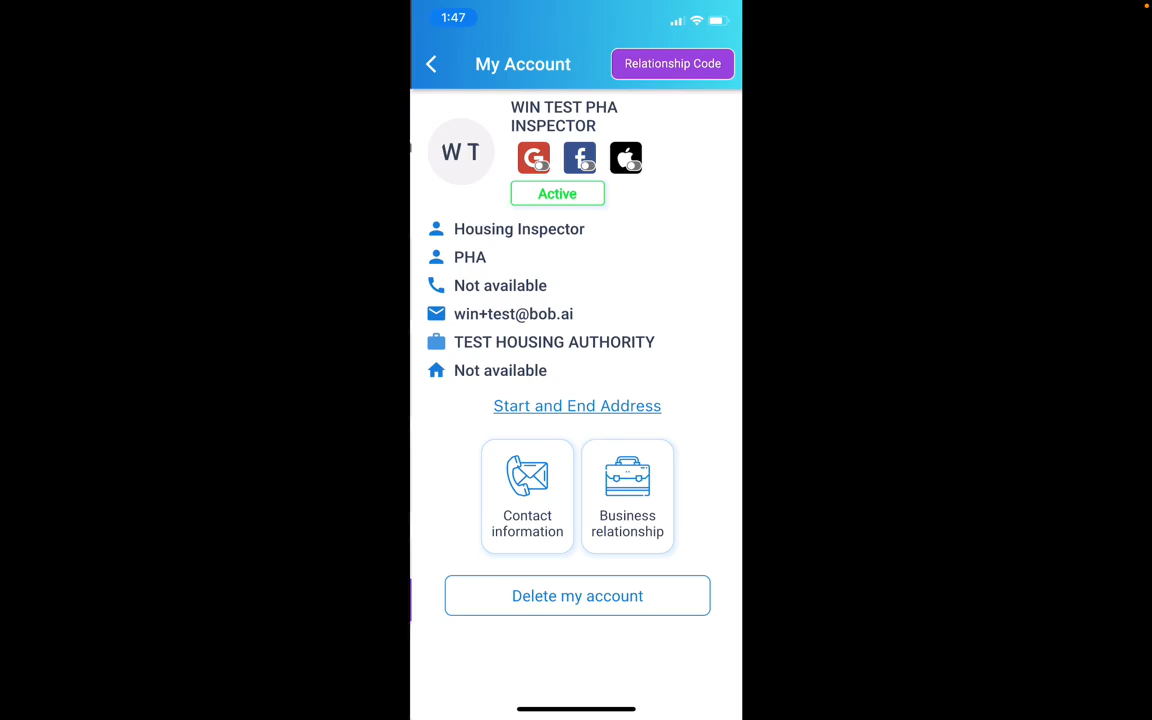 1:47
My Account
Relationship Code
WIN TEST PHA
INSPECTOR
W T
Active
Housing Inspector
PHA
Not available
win+test@bob.ai
TEST HOUSING AUTHORITY
Not available
Start and End Address
Contact
information
Business
relationship
Delete my account